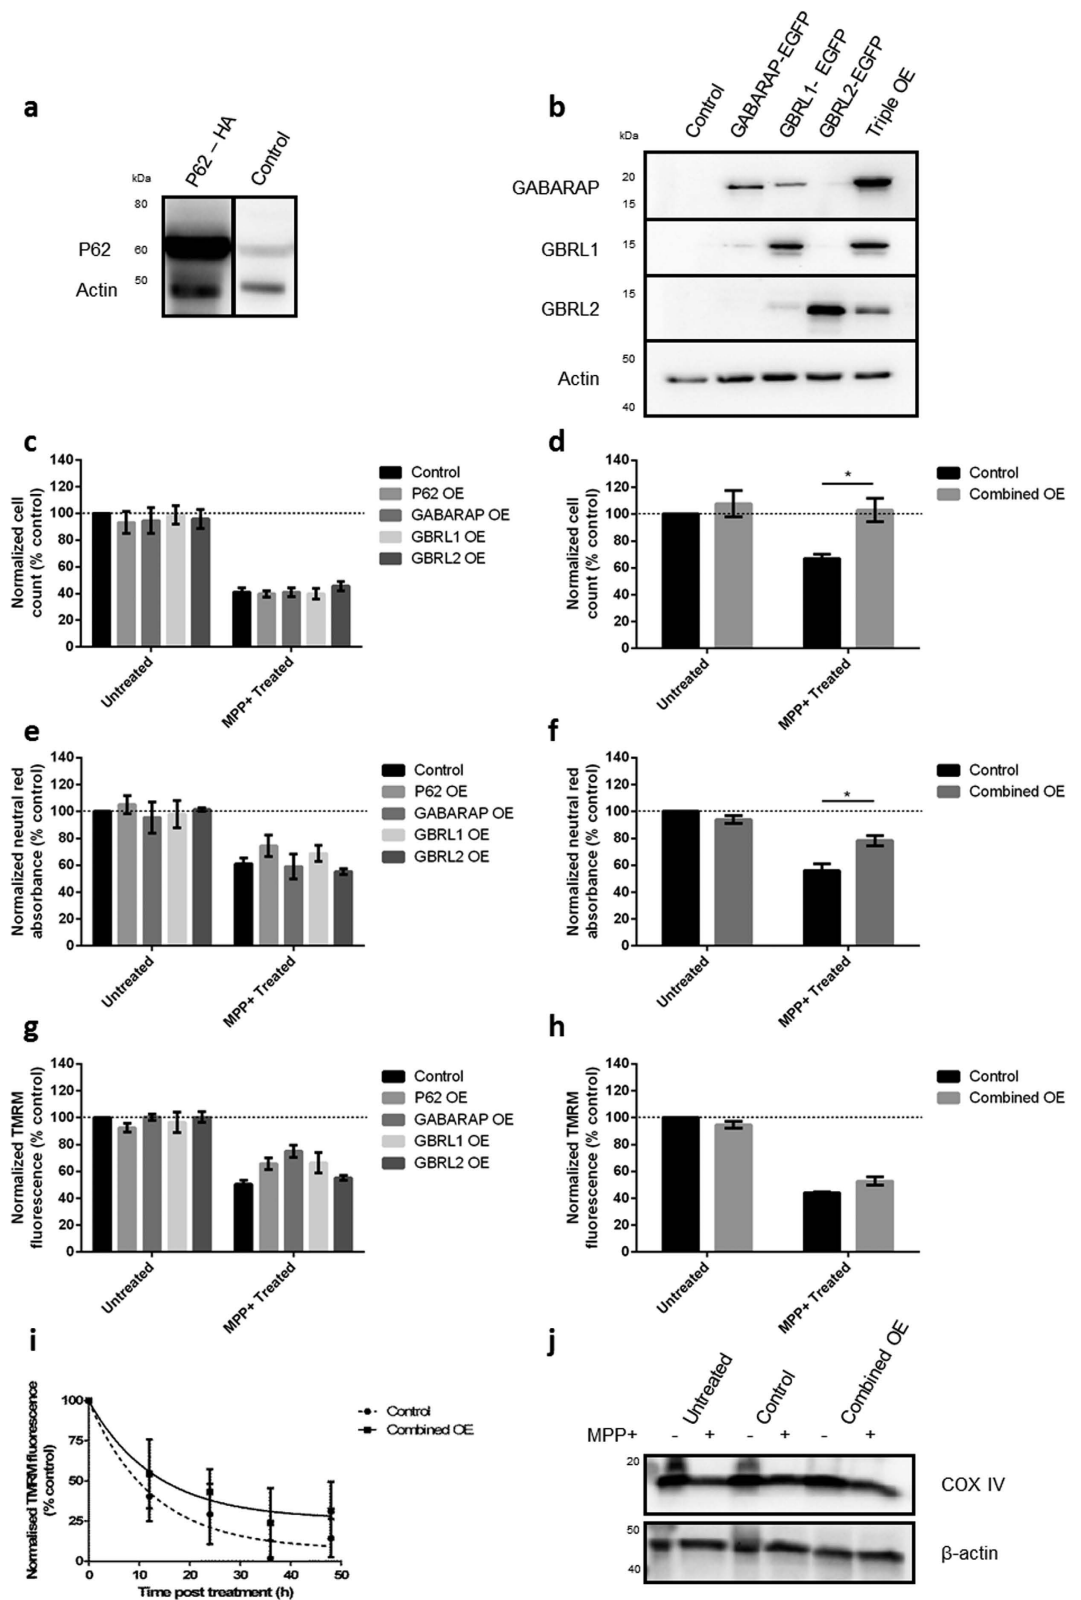 a
P62 – HA
Control
kDa
80
P62
60
50
Actin
b
Control
GABARAP-EGFP
GBRL1- EGFP
GBRL2-EGFP
Triple OE
kDa
GABARAP
20
15
GBRL1
15
GBRL2
15
Actin
50
40
c
Normalized cell
count (% control)
140
120
100
80
60
40
20
0
Untreated
MPP+ Treated
Control
P62 OE
GABARAP OE
GBRL1 OE
GBRL2 OE
d
Normalized cell
count (% control)
140
120
100
80
60
40
20
0
*
Untreated
MPP+ Treated
Control
Combined OE
e
Normalized neutral red
absorbance (% control)
140
120
100
80
60
40
20
0
Untreated
MPP+ Treated
Control
P62 OE
GABARAP OE
GBRL1 OE
GBRL2 OE
f
Normalized neutral red
absorbance (% control)
140
120
100
80
60
40
20
0
*
Untreated
MPP+ Treated
Control
Combined OE
g
Normalized TMRM
fluorescence (% control)
140
120
100
80
60
40
20
0
Untreated
MPP+ Treated
Control
P62 OE
GABARAP OE
GBRL1 OE
GBRL2 OE
h
Normalized TMRM
fluorescence (% control)
140
120
100
80
60
40
20
0
Untreated
MPP+ Treated
Control
Combined OE
i
Normalised TMRM fluorescence
(% control)
100
75
50
25
0
0 10 20 30 40 50
Time post treatment (h)
Control
Combined OE
j
Untreated
Control
Combined OE
MPP+ - + - + - +
20
COX IV
50
40
β-actin